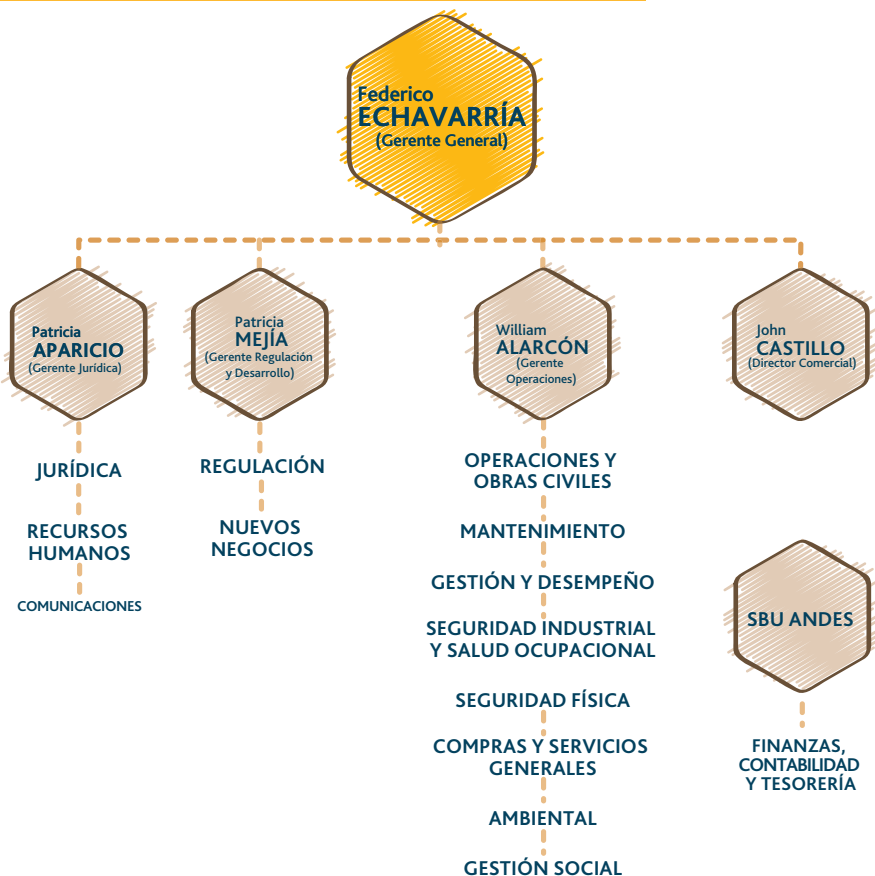 Federico
ECHAVARRÍA
(Gerente General)
Patricia
APARICIO
(Gerente Jurídica)
JURÍDICA
RECURSOS
HUMANOS
COMUNICACIONES
Patricia
MEJÍA
(Gerente Regulación
y Desarrollo)
REGULACIÓN
NUEVOS
NEGOCIOS
William
ALARCÓN
(Gerente
Operaciones)
OPERACIONES Y
OBRAS CIVILES
MANTENIMIENTO
GESTIÓN Y DESEMPEÑO
SEGURIDAD INDUSTRIAL
Y SALUD OCUPACIONAL
SEGURIDAD FÍSICA
COMPRAS Y SERVICIOS
GENERALES
AMBIENTAL
GESTIÓN SOCIAL
John
CASTILLO
(Director Comercial)
SBU ANDES
FINANZAS,
CONTABILIDAD
Y TESORERÍA